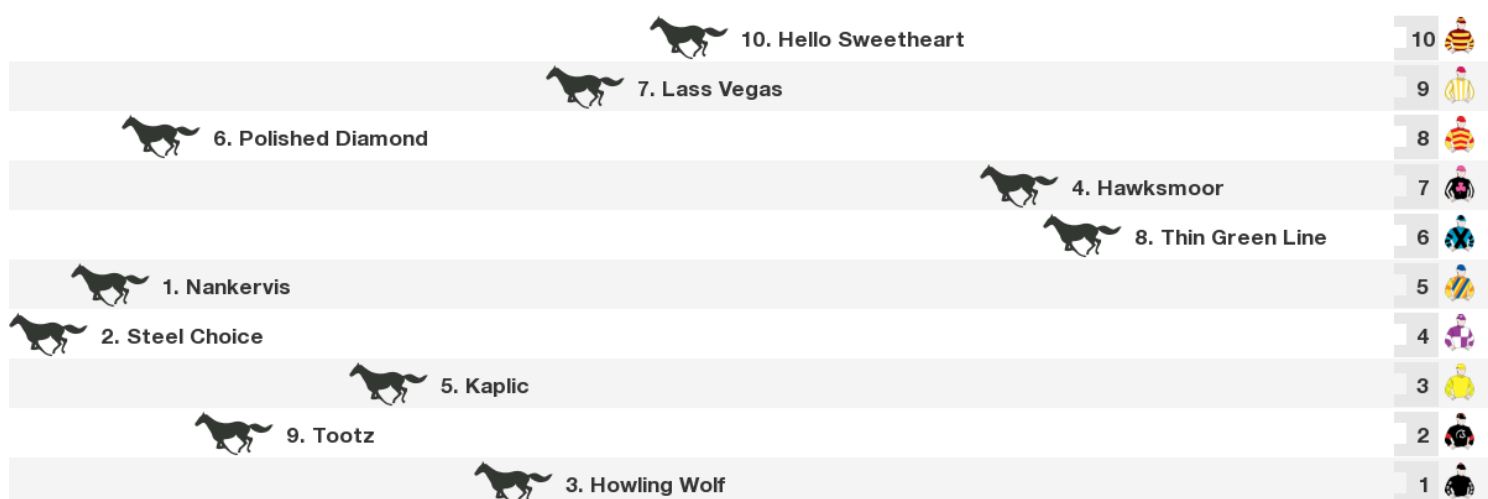 10. Hello Sweetheart 10
7. Lass Vegas 9
6. Polished Diamond 8
4. Hawksmoor 7
8. Thin Green Line 6
1. Nankervis 5
2. Steel Choice 4
5. Kaplic 3
9. Tootz 2
3. Howling Wolf 1